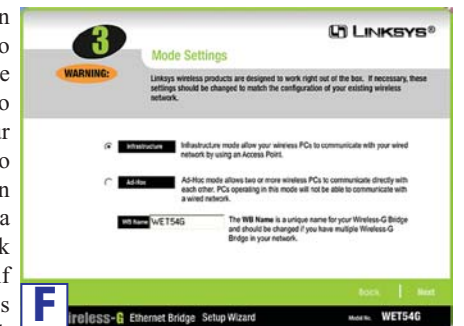 n
o
e
o
ur
o
n
a
k
if
s
LINKSYS®
3
Mode Settings
WARNING:
Linksys wireless products are designed to work right out of the box. If necessary, these
settings should be changed to match the configuration of your existing wireless
network.
Infrastructure
Infrastructure mode allow your wireless PCs to communicate with your wired
network by using an Access Point.
Ad-Hoc
Ad-Hoc mode allows two or more wireless PCs to communicate directly with
each other. PCs operating in this mode will not be able to communicate with
a wired network.
WB Name WET54G
The WB Name is a unique name for your Wireless-G Bridge
and should be changed if you have multiple Wireless-G
Bridge in your network.
Back Next
F
ireless-G Ethernet Bridge Setup Wizard
Model No. WET54G